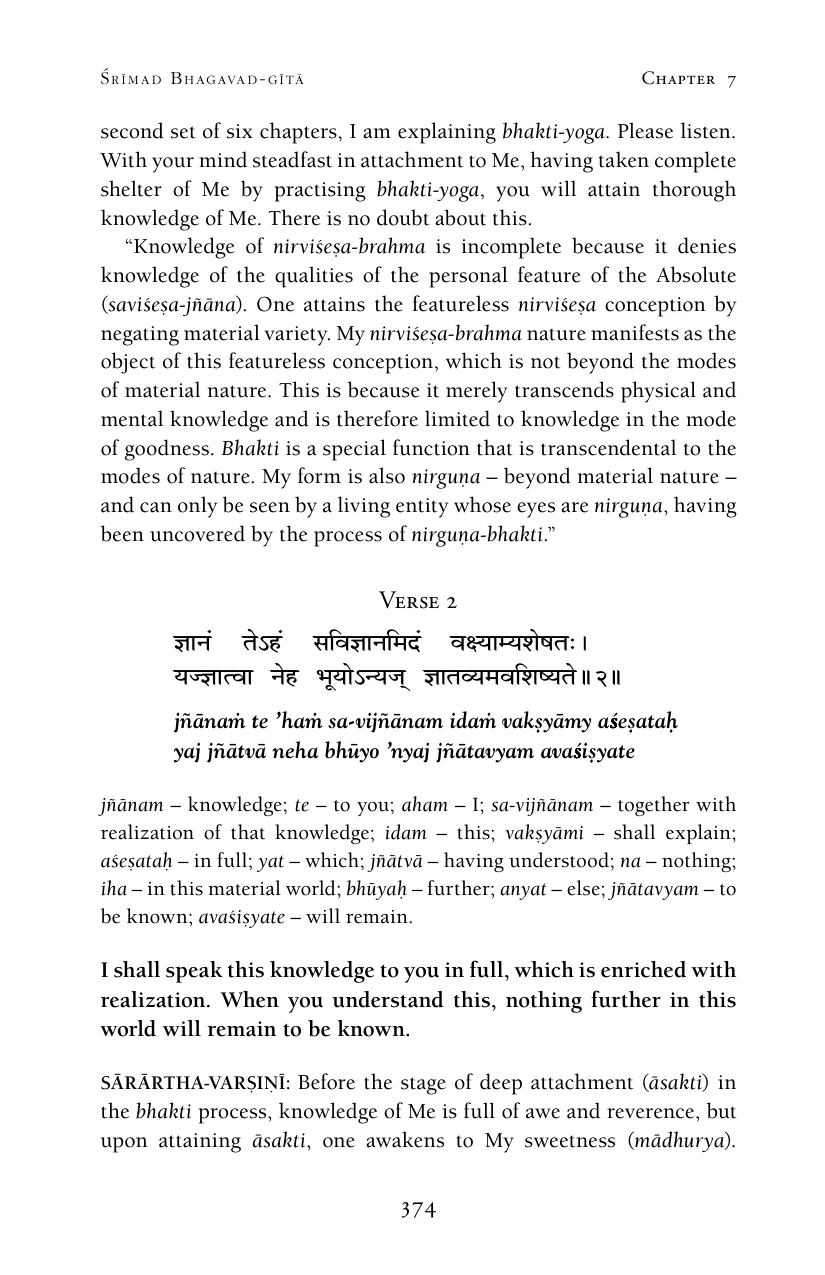 Śrīmad Bhagavad-gītā
Chapter 7
second set of six chapters, I am explaining bhakti-yoga. Please listen.
With your mind steadfast in attachment to Me, having taken complete
shelter of Me by practising bhakti-yoga, you will attain thorough
knowledge of Me. There is no doubt about this.
“Knowledge of nirviśeṣa-brahma is incomplete because it denies
knowledge of the qualities of the personal feature of the Absolute
(saviśeṣa-jñāna). One attains the featureless nirviśeṣa conception by
negating material variety. My nirviśeṣa-brahma nature manifests as the
object of this featureless conception, which is not beyond the modes
of material nature. This is because it merely transcends physical and
mental knowledge and is therefore limited to knowledge in the mode
of goodness. Bhakti is a special function that is transcendental to the
modes of nature. My form is also nirguṇa – beyond material nature –
and can only be seen by a living entity whose eyes are nirguṇa, having
been uncovered by the process of nirguṇa-bhakti.”
Verse 2
ज्ञानं तेऽहं सविज्ञानमिदं वक्ष्याम्यशेषतः।
यज्ज्ञात्वा नेह भूयोऽन्यज् ज्ञातव्यमवशिष्यते॥२॥
jñānaṁ te ’haṁ sa-vijñānam idaṁ vakṣyāmy aśeṣataḥ
yaj jñātvā neha bhūyo ’nyaj jñātavyam avaśiṣyate
jñānam – knowledge; te – to you; aham – I; sa-vijñānam – together with
realization of that knowledge; idam – this; vakṣyāmi – shall explain;
aśeṣataḥ – in full; yat – which; jñātvā – having understood; na – nothing;
iha – in this material world; bhūyaḥ – further; anyat – else; jñātavyam – to
be known; avaśiṣyate – will remain.
I shall speak this knowledge to you in full, which is enriched with
realization. When you understand this, nothing further in this
world will remain to be known.
SĀRĀRTHA-VARṢIṆĪ: Before the stage of deep attachment (āsakti) in
the bhakti process, knowledge of Me is full of awe and reverence, but
upon attaining āsakti, one awakens to My sweetness (mādhurya).
374